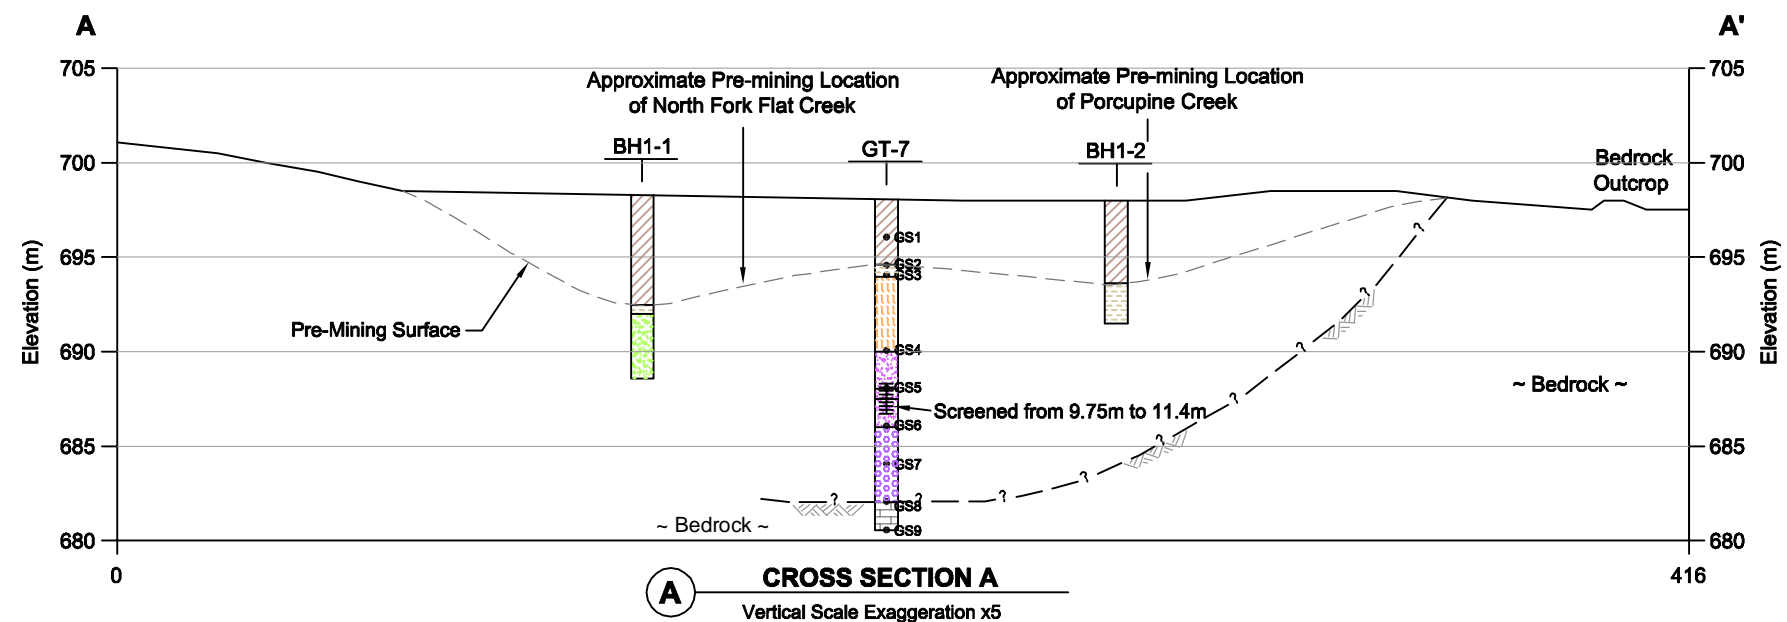 A
A'
705
705
Approximate Pre-mining Location
of North Fork Flat Creek
Approximate Pre-mining Location
of Porcupine Creek
BH1-1
GT-7
BH1-2
700
700
Bedrock
Outcrop
GS1
695
695
GS2
GS3
Elevation (m)
Elevation (m)
Pre-Mining Surface
?
?
690
GS4
?
690
GS5
~ Bedrock ~
?
Screened from 9.75m to 11.4m
GS6
685
?
685
GS7
?
?
?
?
GS8
~ Bedrock ~
GS9
680
680
0
416
A
CROSS SECTION A
Vertical Scale Exaggeration x5